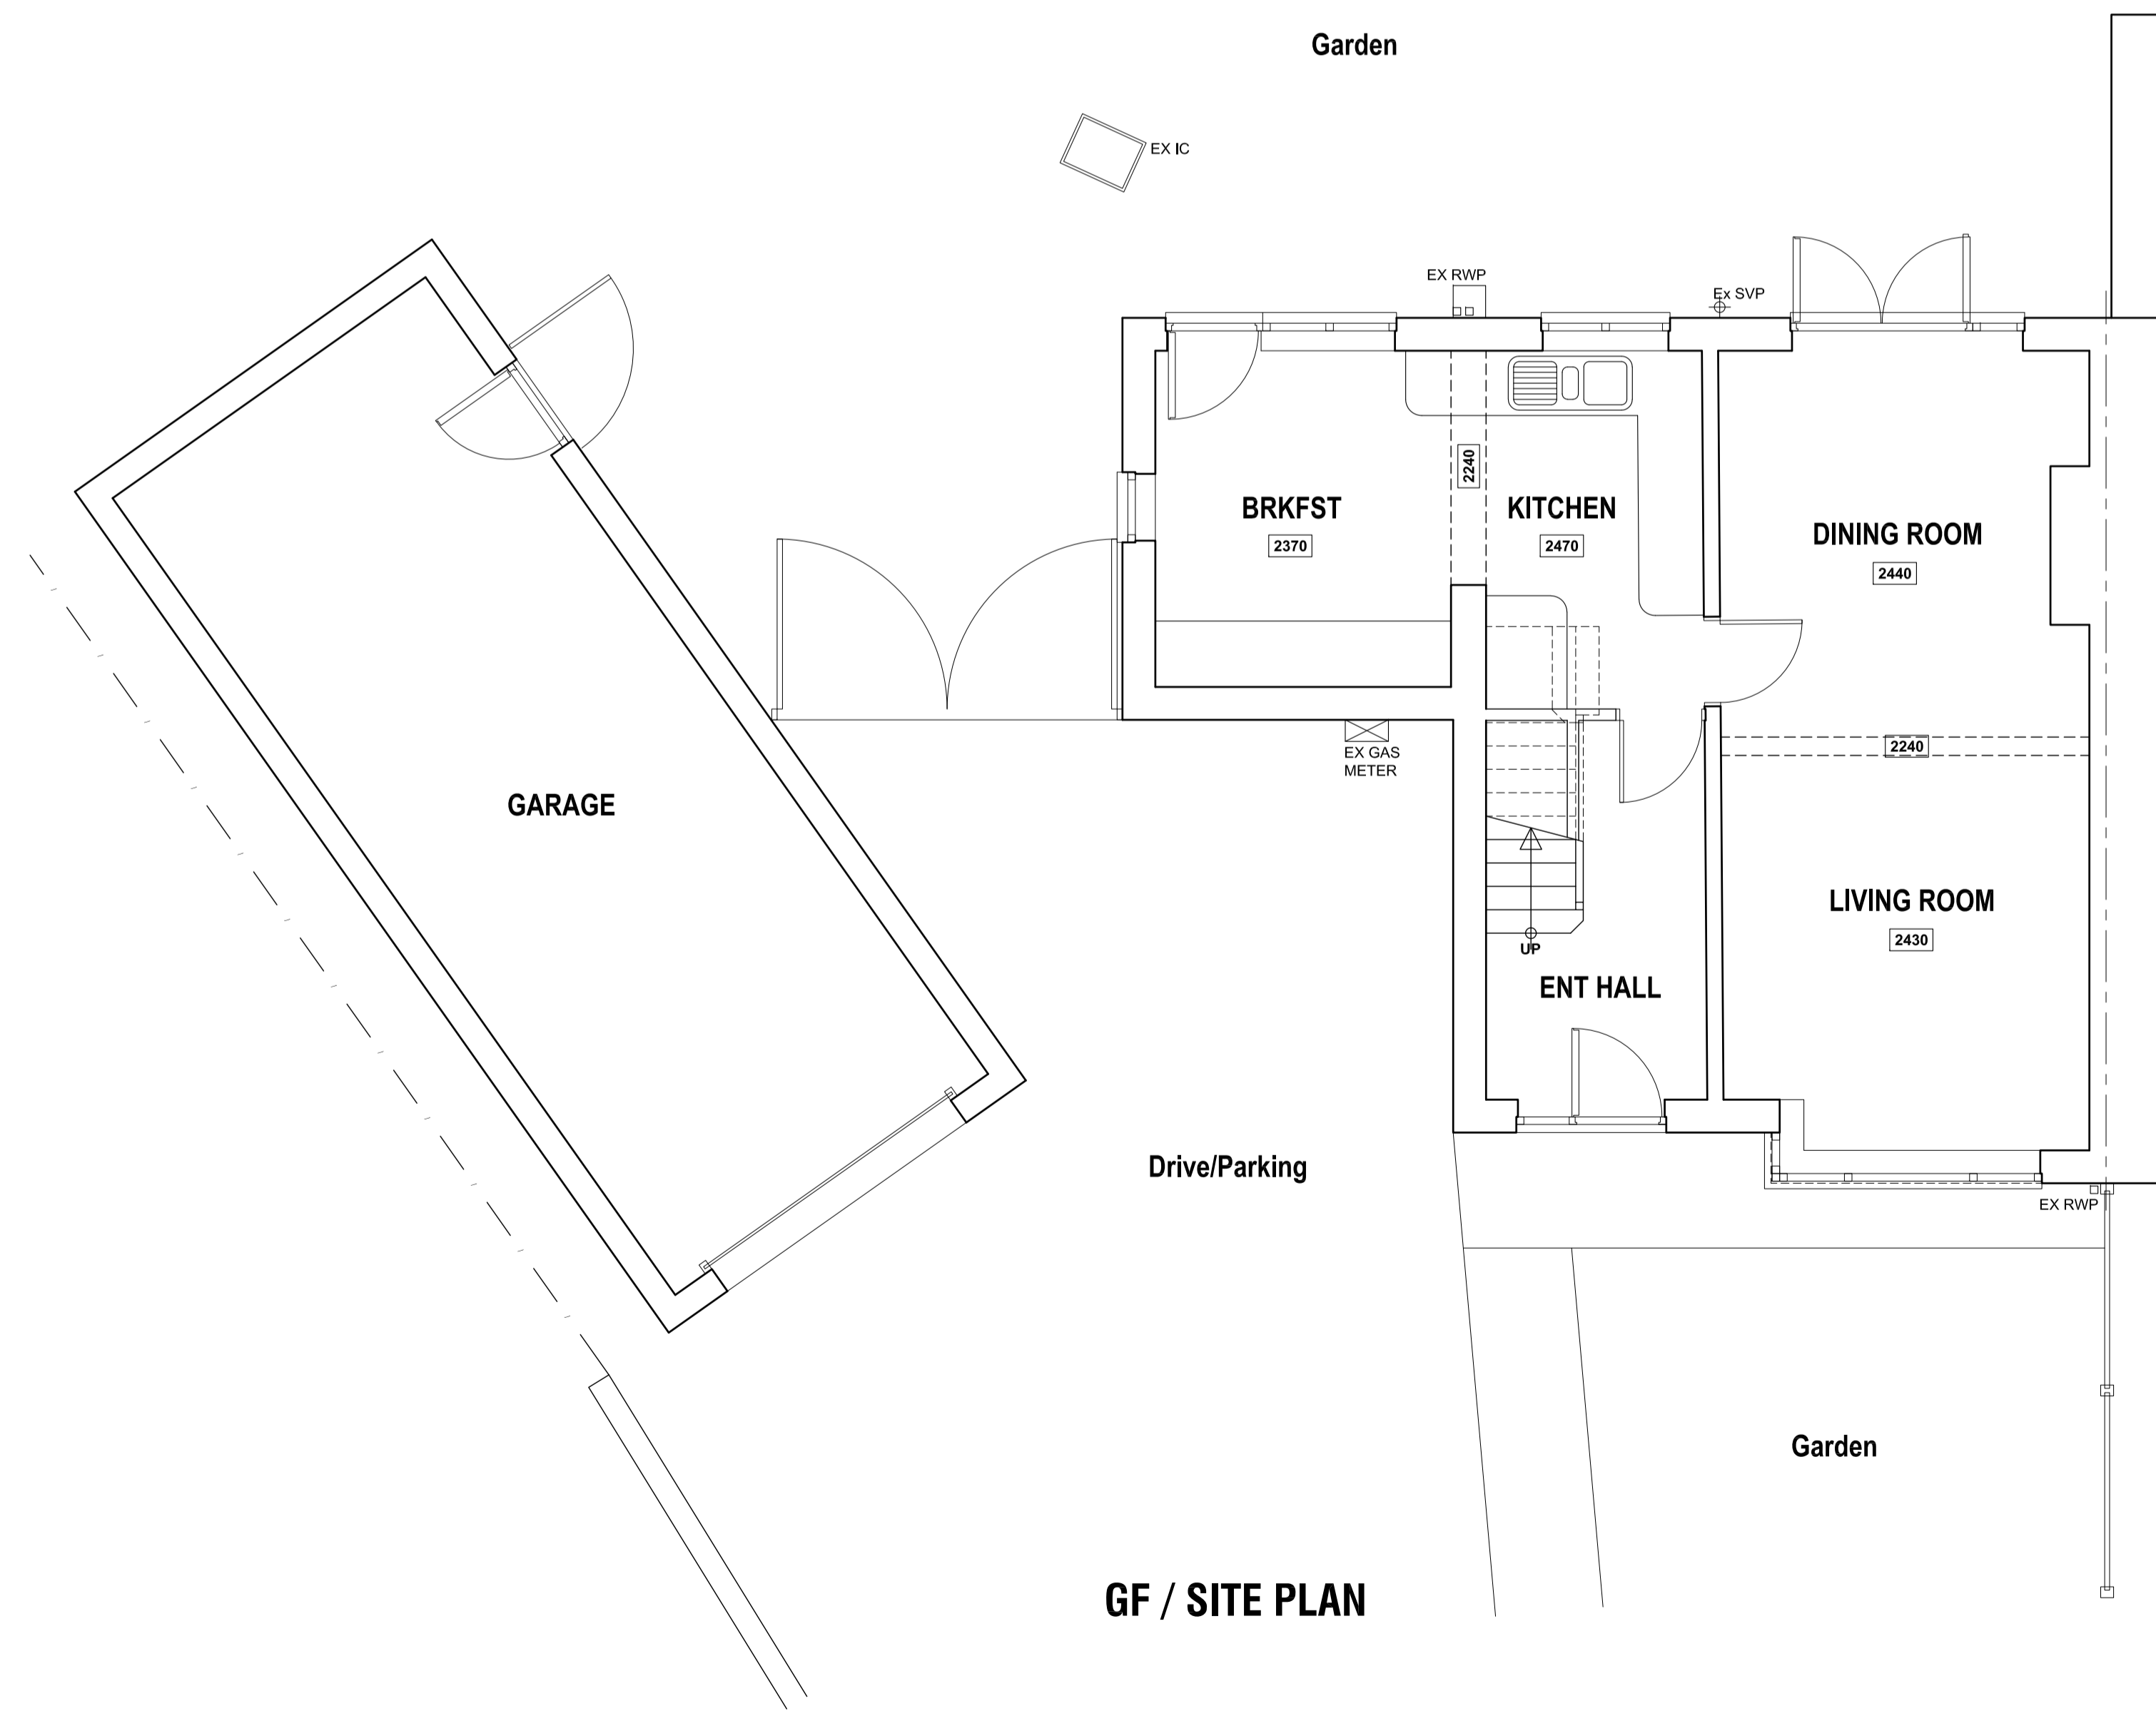 Garden
EX IC
EX RWP
Ex SVP
2240
BRKFST
2370
KITCHEN
2470
DINING ROOM
2440
2240
EX GAS
METER
GARAGE
LIVING ROOM
2430
UP
ENT HALL
Drive/Parking
EX RWP
Garden
GF / SITE PLAN